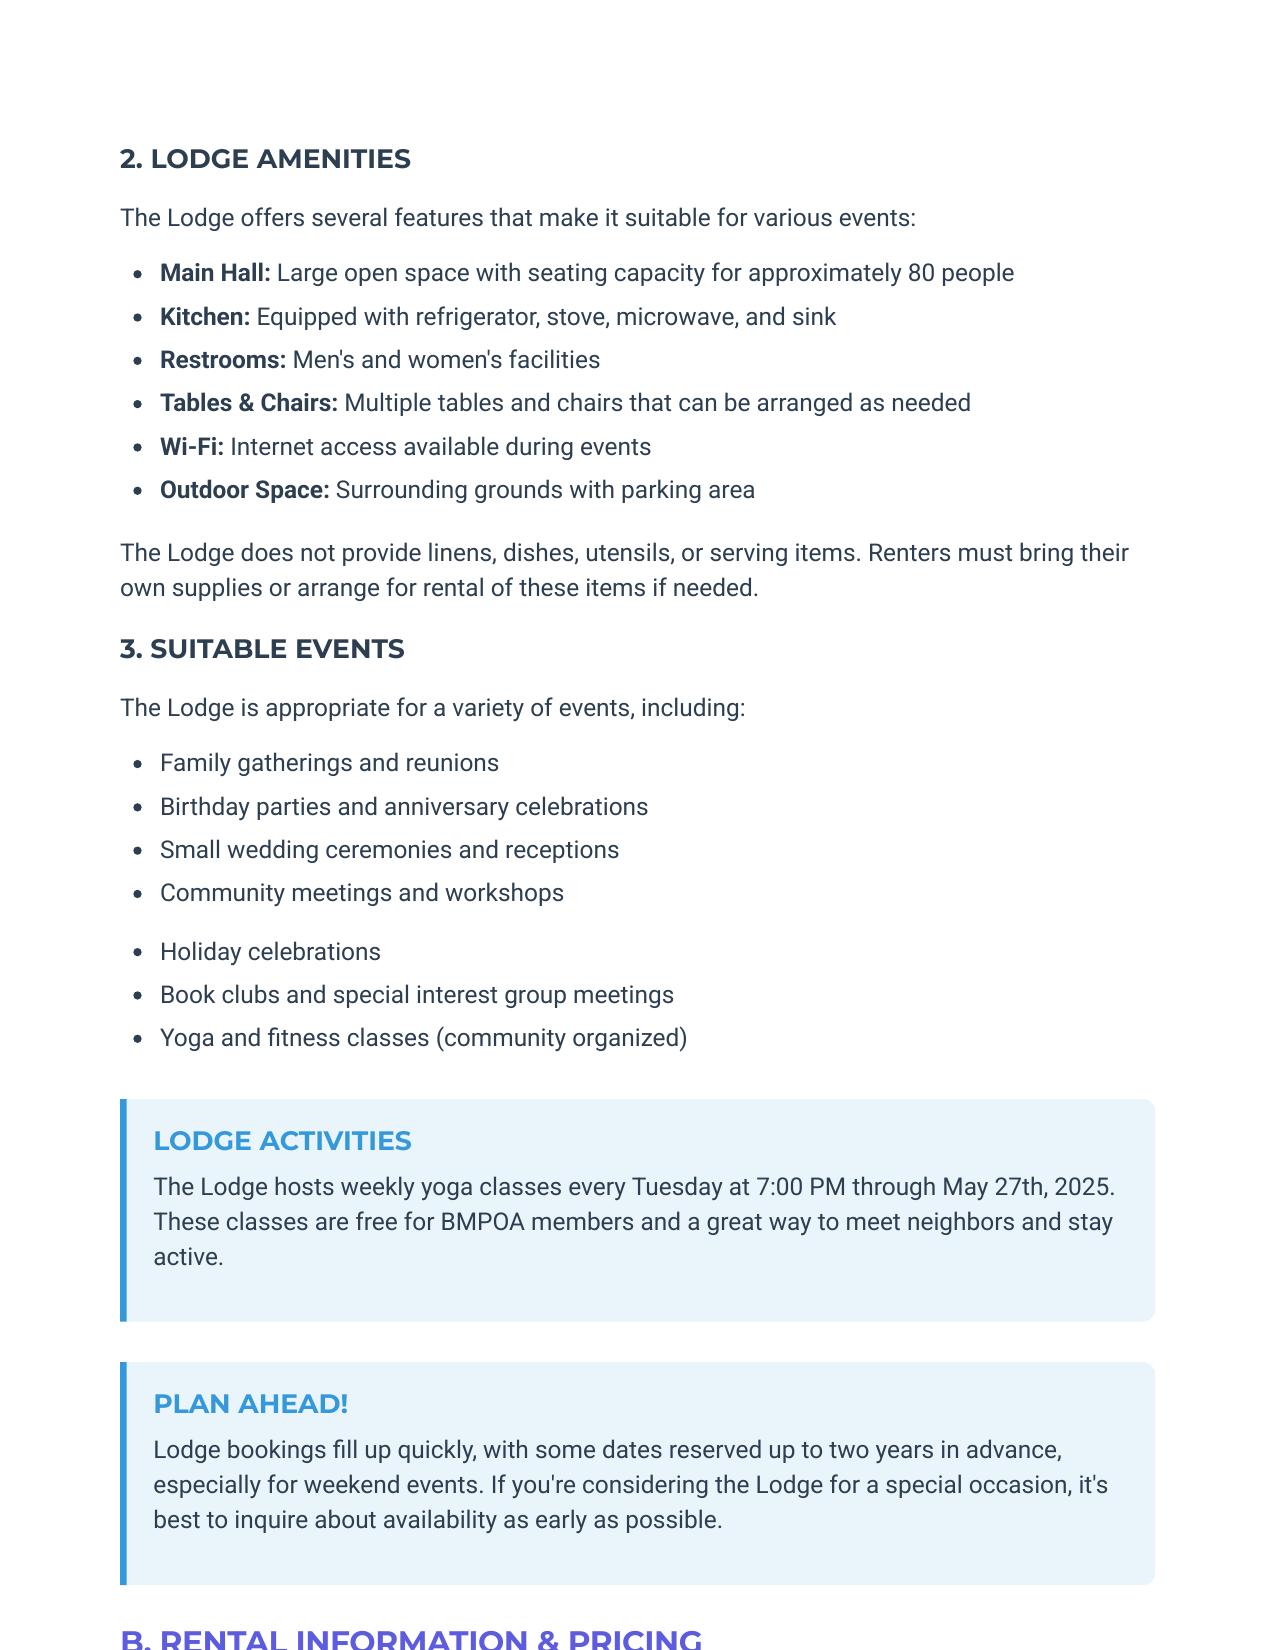 2. LODGE AMENITIES
The Lodge offers several features that make it suitable for various events:
• Main Hall: Large open space with seating capacity for approximately 80 people
• Kitchen: Equipped with refrigerator, stove, microwave, and sink
• Restrooms: Men's and women's facilities
• Tables & Chairs: Multiple tables and chairs that can be arranged as needed
• Wi-Fi: Internet access available during events
• Outdoor Space: Surrounding grounds with parking area
The Lodge does not provide linens, dishes, utensils, or serving items. Renters must bring their
own supplies or arrange for rental of these items if needed.
3. SUITABLE EVENTS
The Lodge is appropriate for a variety of events, including:
• Family gatherings and reunions
• Birthday parties and anniversary celebrations
• Small wedding ceremonies and receptions
• Community meetings and workshops
• Holiday celebrations
• Book clubs and special interest group meetings
• Yoga and fitness classes (community organized)
LODGE ACTIVITIES
The Lodge hosts weekly yoga classes every Tuesday at 7:00 PM through May 27th, 2025.
These classes are free for BMPOA members and a great way to meet neighbors and stay
active.
PLAN AHEAD!
Lodge bookings fill up quickly, with some dates reserved up to two years in advance,
especially for weekend events. If you're considering the Lodge for a special occasion, it's
best to inquire about availability as early as possible.
B. RENTAL INFORMATION & PRICING